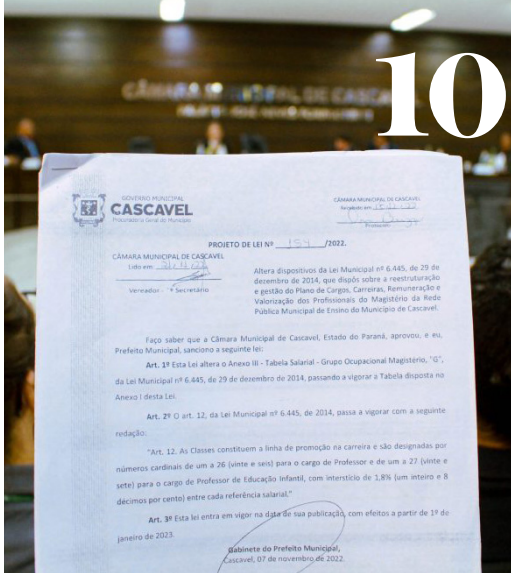 10
CÂMARA MUNICIPAL DE CASCAVEL
GOVERNO MUNICIPAL
CASCAVEL
Procuradoria Geral do Município
CÂMARA MUNICIPAL DE CASCAVEL
Recebido em
Protocolo
PROJETO DE LEI Nº 151 /2022.
CÂMARA MUNICIPAL DE CASCAVEL
Lido em:
Vereador - 1º Secretário
Altera dispositivos da Lei Municipal nº 6.445, de 29 de
dezembro de 2014, que dispôs sobre a reestruturação
e gestão do Plano de Cargos, Carreiras, Remuneração e
Valorização dos Profissionais do Magistério da Rede
Pública Municipal de Ensino do Município de Cascavel.
Faço saber que a Câmara Municipal de Cascavel, Estado do Paraná, aprovou, e eu,
Prefeito Municipal, sanciono a seguinte lei:
Art. 1º Esta Lei altera o Anexo III - Tabela Salarial - Grupo Ocupacional Magistério, "G",
da Lei Municipal nº 6.445, de 29 de dezembro de 2014, passando a vigorar a Tabela disposta no
Anexo I desta Lei.
Art. 2º O art. 12, da Lei Municipal nº 6.445, de 2014, passa a vigorar com a seguinte
redação:
"Art. 12. As Classes constituem a linha de promoção na carreira e são designadas por
números cardinais de um a 26 (vinte e seis) para o cargo de Professor e de um a 27 (vinte e
sete) para o cargo de Professor de Educação Infantil, com interstício de 1,8% (um inteiro e 8
décimos por cento) entre cada referência salarial."
Art. 3º Esta lei entra em vigor na data de sua publicação, com efeitos a partir de 1º de
janeiro de 2023.
Gabinete do Prefeito Municipal,
Cascavel, 07 de novembro de 2022.